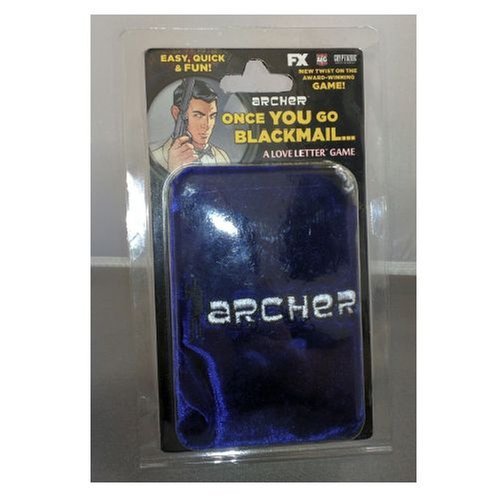 EASY, QUICK
& FUN!
FX
AEG
CRYPTOZOIC
NEW TWIST ON THE
AWARD-WINNING
GAME!
ARCHER
ONCE YOU GO
BLACKMAIL...
A LOVE LETTER GAME
ARCHER